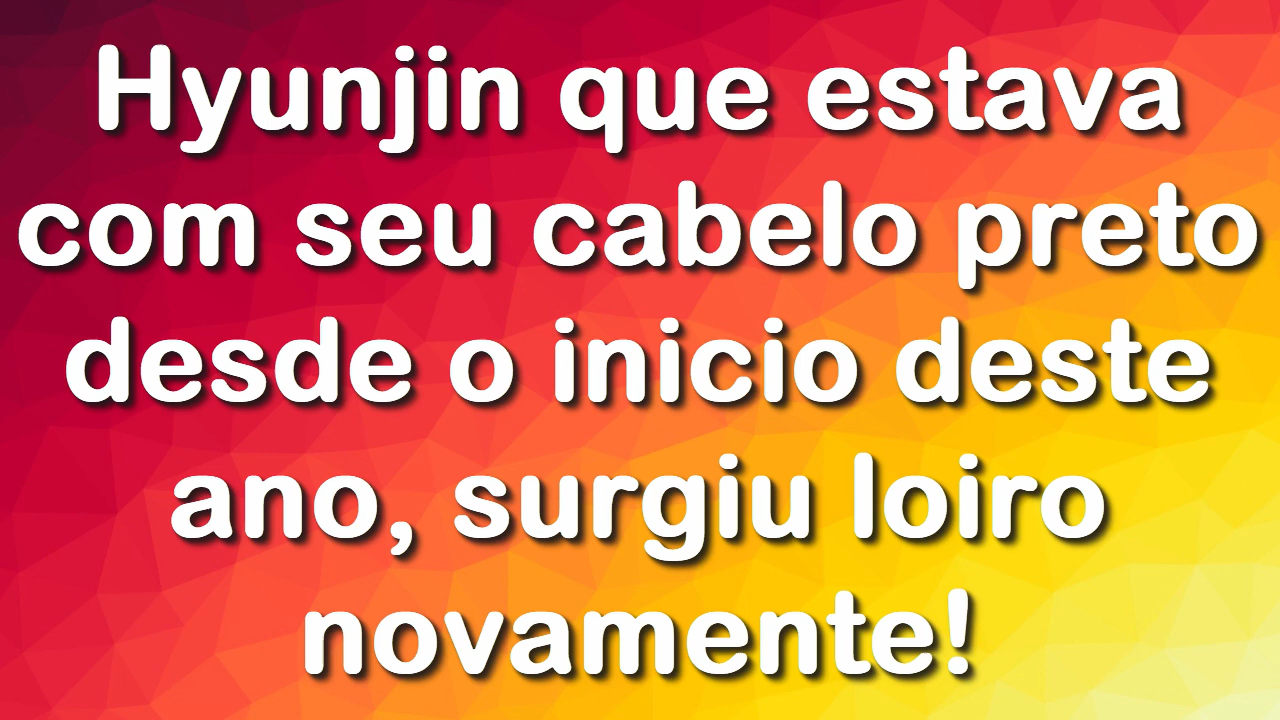 Hyunjin que estava
com seu cabelo preto
desde o inicio deste
ano, surgiu loiro
novamente!